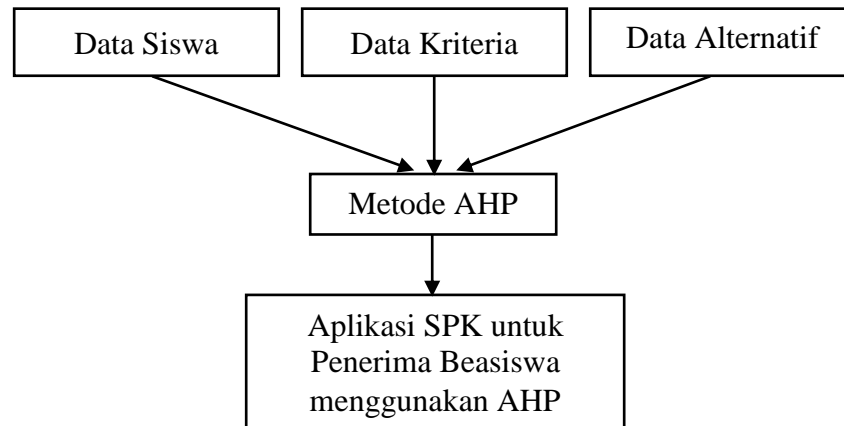 Data Siswa
Data Kriteria
Data Alternatif
Metode AHP
Aplikasi SPK untuk
Penerima Beasiswa
menggunakan AHP